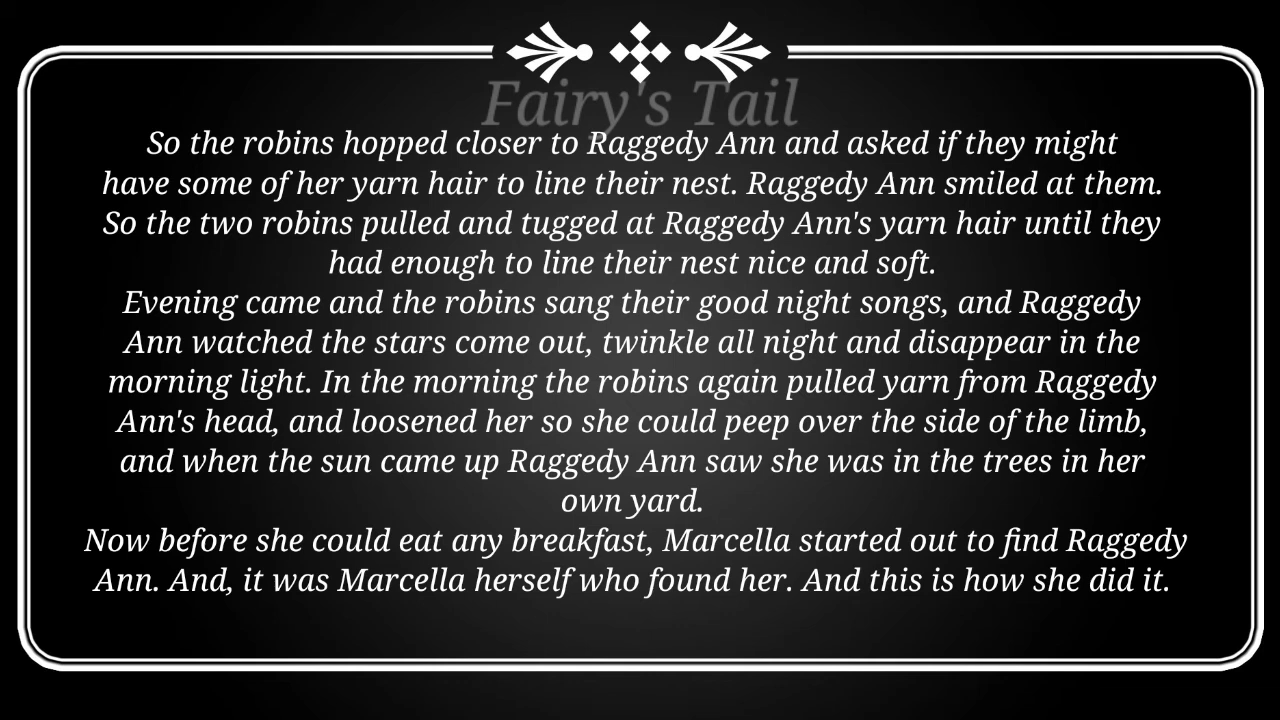 Fairy's Tail
So the robins hopped closer to Raggedy Ann and asked if they might
have some of her yarn hair to line their nest. Raggedy Ann smiled at them.
So the two robins pulled and tugged at Raggedy Ann's yarn hair until they
had enough to line their nest nice and soft.
Evening came and the robins sang their good night songs, and Raggedy
Ann watched the stars come out, twinkle all night and disappear in the
morning light. In the morning the robins again pulled yarn from Raggedy
Ann's head, and loosened her so she could peep over the side of the limb,
and when the sun came up Raggedy Ann saw she was in the trees in her
own yard.
Now before she could eat any breakfast, Marcella started out to find Raggedy
Ann. And, it was Marcella herself who found her. And this is how she did it.